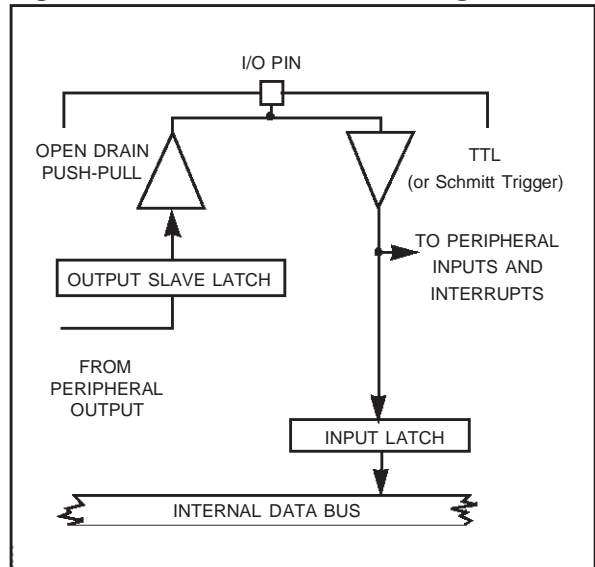 I/O PIN
OPEN DRAIN
PUSH-PULL
TTL
(or Schmitt Trigger)
TO PERIPHERAL
INPUTS AND
INTERRUPTS
OUTPUT SLAVE LATCH
FROM
PERIPHERAL
OUTPUT
INPUT LATCH
INTERNAL DATA BUS